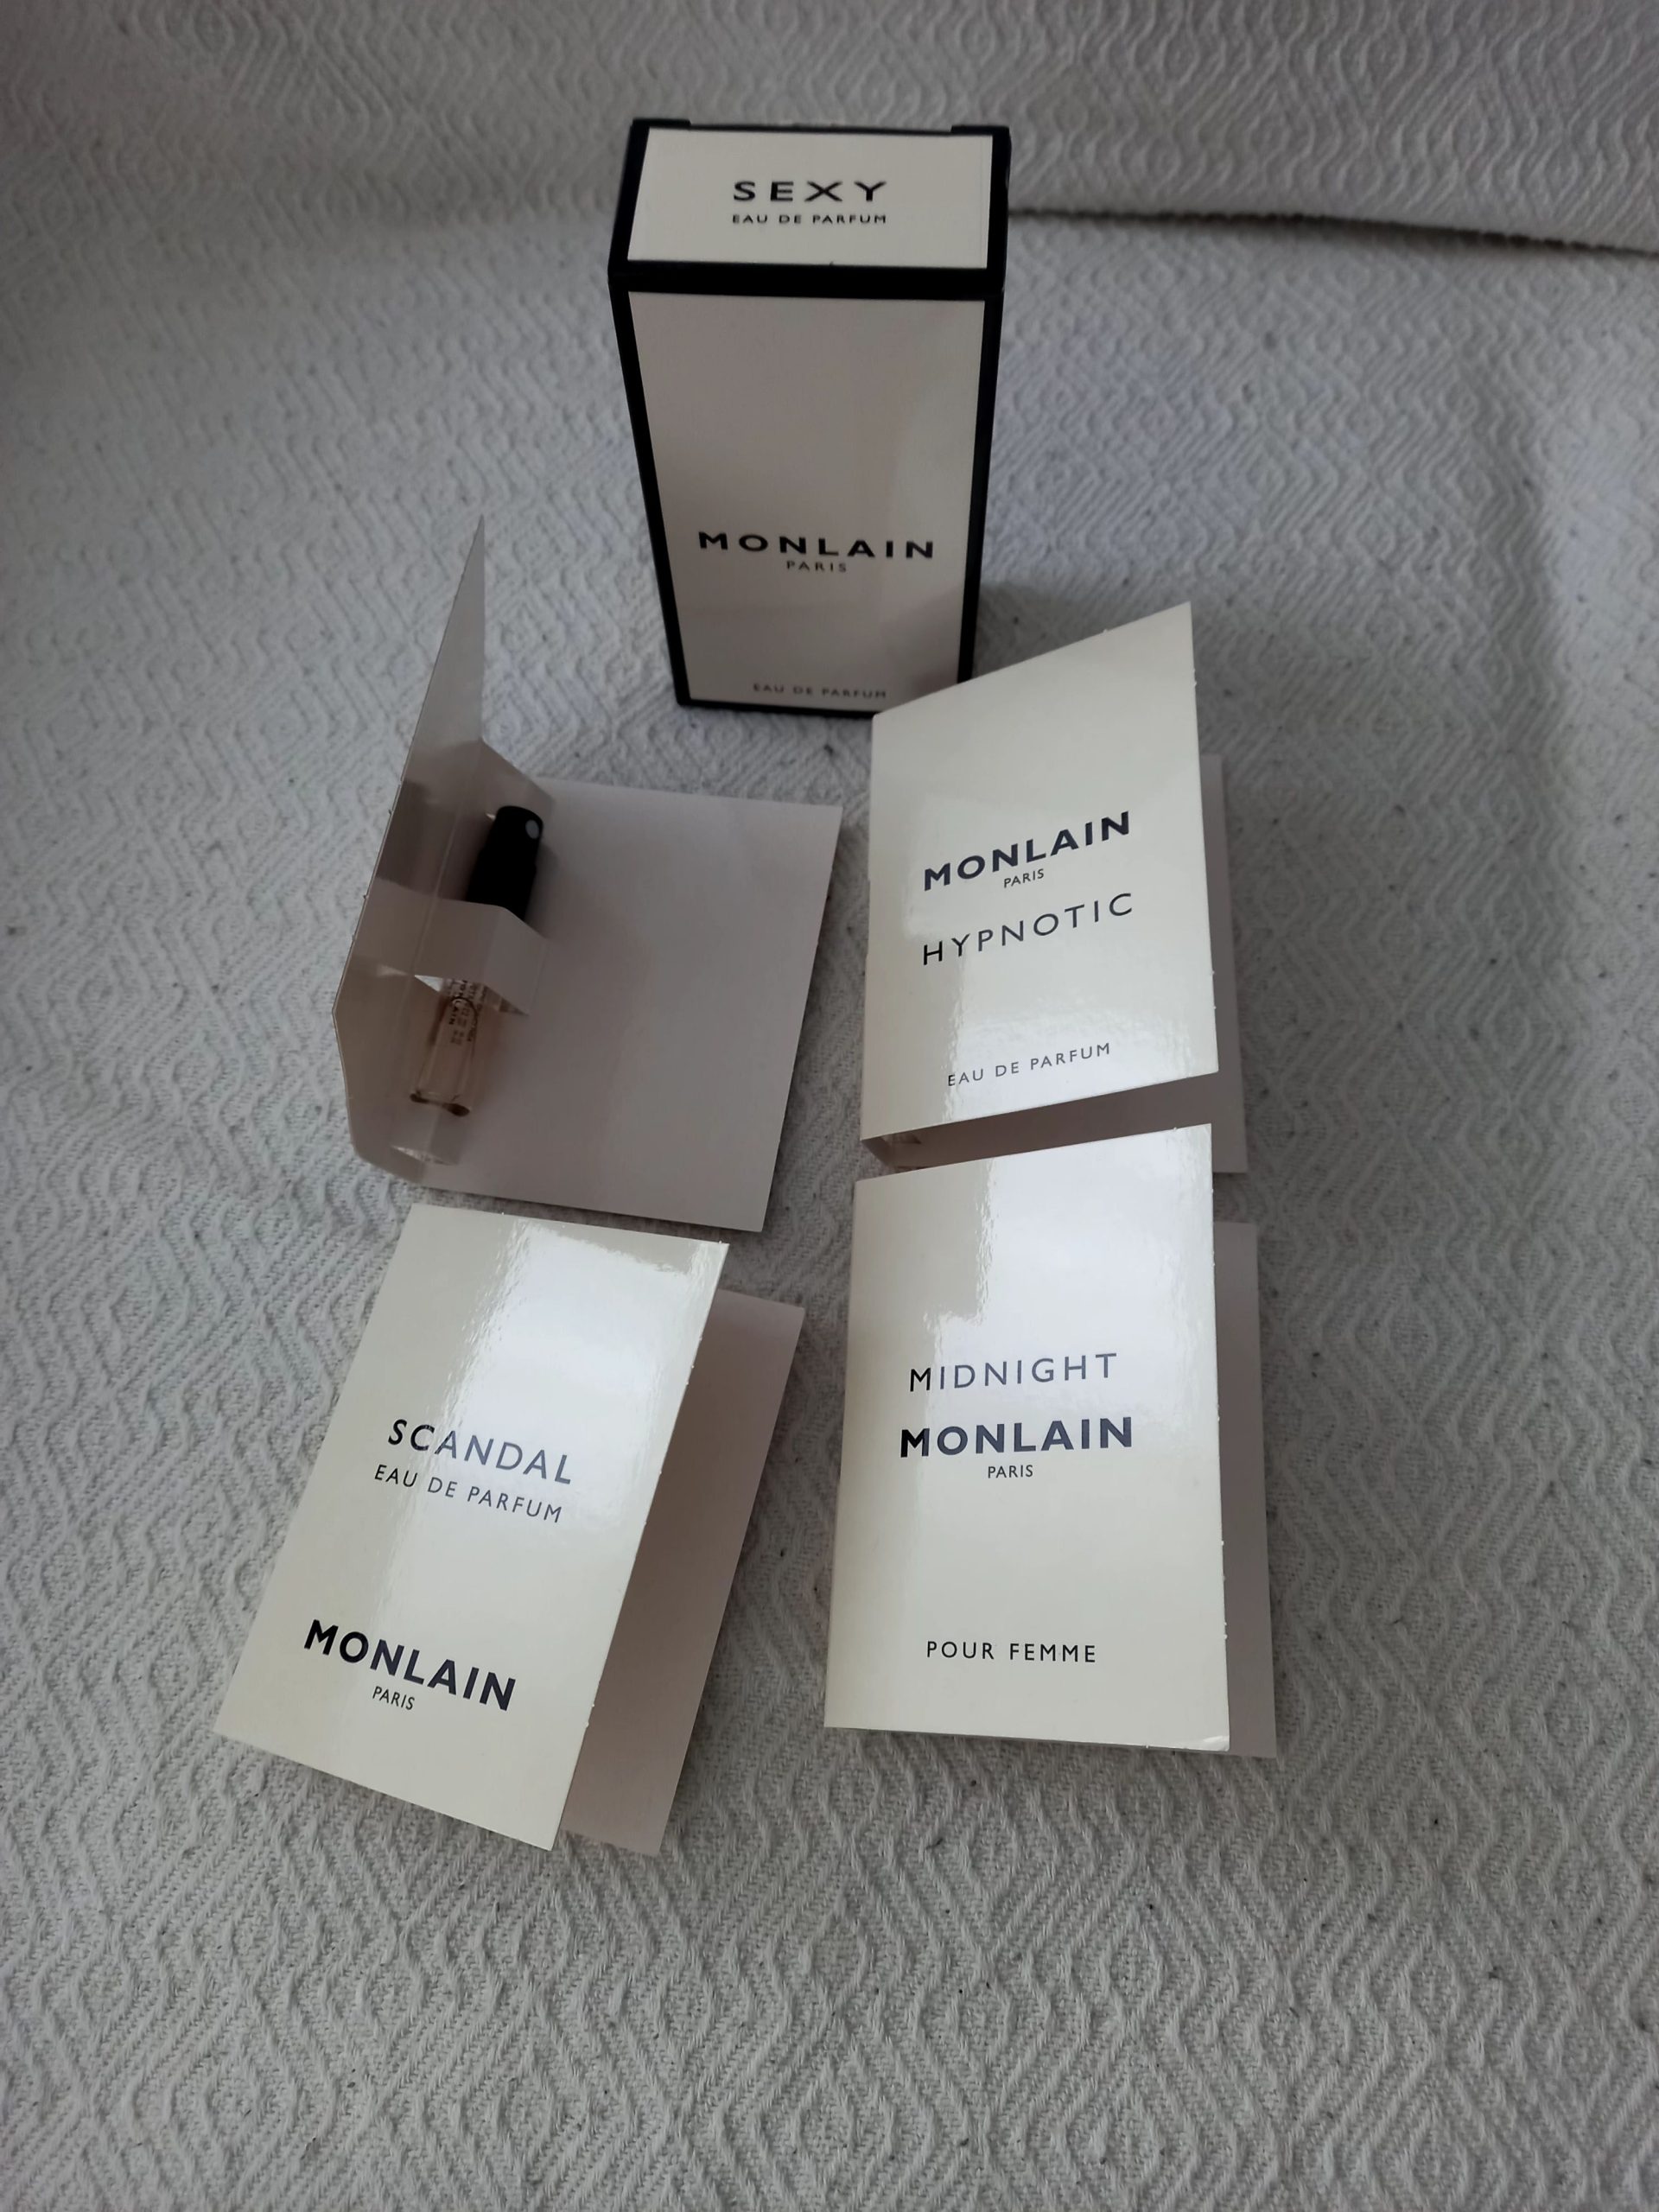 SEXY
EAU DE PARFUM
MONLAIN
PARIS
EAU DE PARFUM
MONLAIN
PARIS
HYPNOTIC
EAU DE PARFUM
SCANDAL
EAU DE PARFUM
MONLAIN
PARIS
MIDNIGHT
MONLAIN
PARIS
POUR FEMME